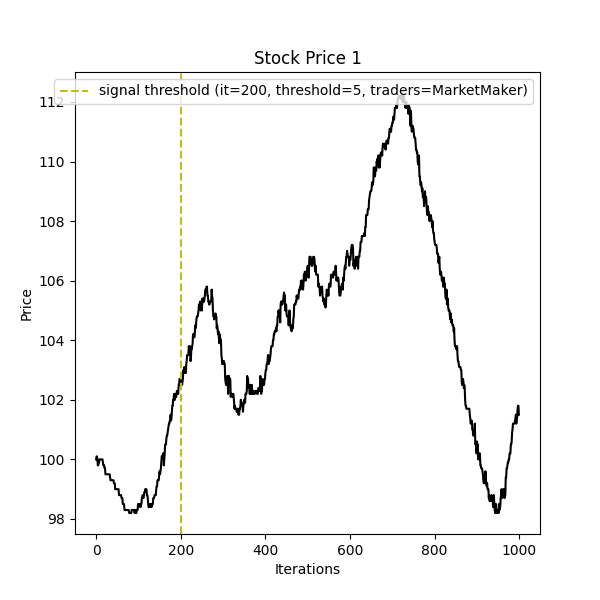 Stock Price 1
signal threshold (it=200, threshold=5, traders=MarketMaker)
112
110
108
106
104
102
100
98
Price
0 200 400 600 800 1000
Iterations